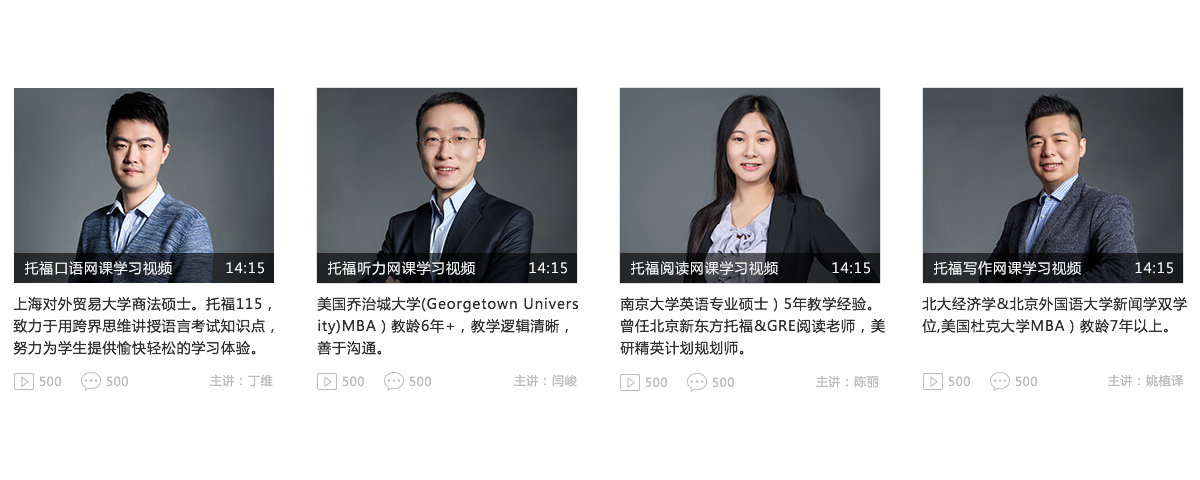 托福口语网课学习视频 14:15
上海对外贸易大学商法硕士。托福115，
致力于用跨界思维讲授语言考试知识点，
努力为学生提供愉快轻松的学习体验。
500 500 主讲：丁维
托福听力网课学习视频 14:15
美国乔治城大学(Georgetown Univers
ity)MBA）教龄6年+，教学逻辑清晰，
善于沟通。
500 500 主讲：闫峻
托福阅读网课学习视频 14:15
南京大学英语专业硕士）5年教学经验。
曾任北京新东方托福&GRE阅读老师，美
研精英计划规划师。
500 500 主讲：陈丽
托福写作网课学习视频 14:15
北大经济学&北京外国语大学新闻学双学
位,美国杜克大学MBA）教龄7年以上。
500 500 主讲：姚植译